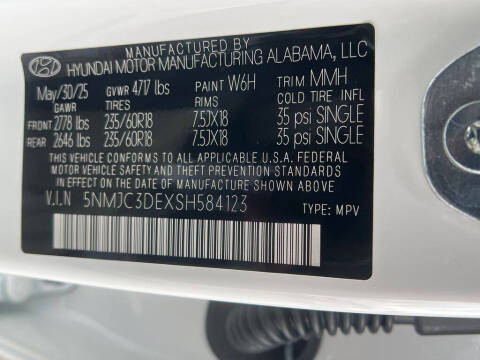 MANUFACTURED BY
HYUNDAI MOTOR MANUFACTURING ALABAMA, LLC
May/30/25 GVWR 4717 lbs PAINT W6H TRIM MMH
GAWR TIRES RIMS COLD TIRE INFL
FRONT 2778 lbs 235/60R18 7.5JX18 35 psi SINGLE
REAR 2646 lbs 235/60R18 7.5JX18 35 psi SINGLE
THIS VEHICLE CONFORMS TO ALL APPLICABLE U.S.A. FEDERAL
MOTOR VEHICLE SAFETY AND THEFT PREVENTION STANDARDS
IN EFFECT ON THE DATE OF MANUFACTURE SHOWN ABOVE.
V.I.N 5NMJC3DEXSH584123 TYPE: MPV